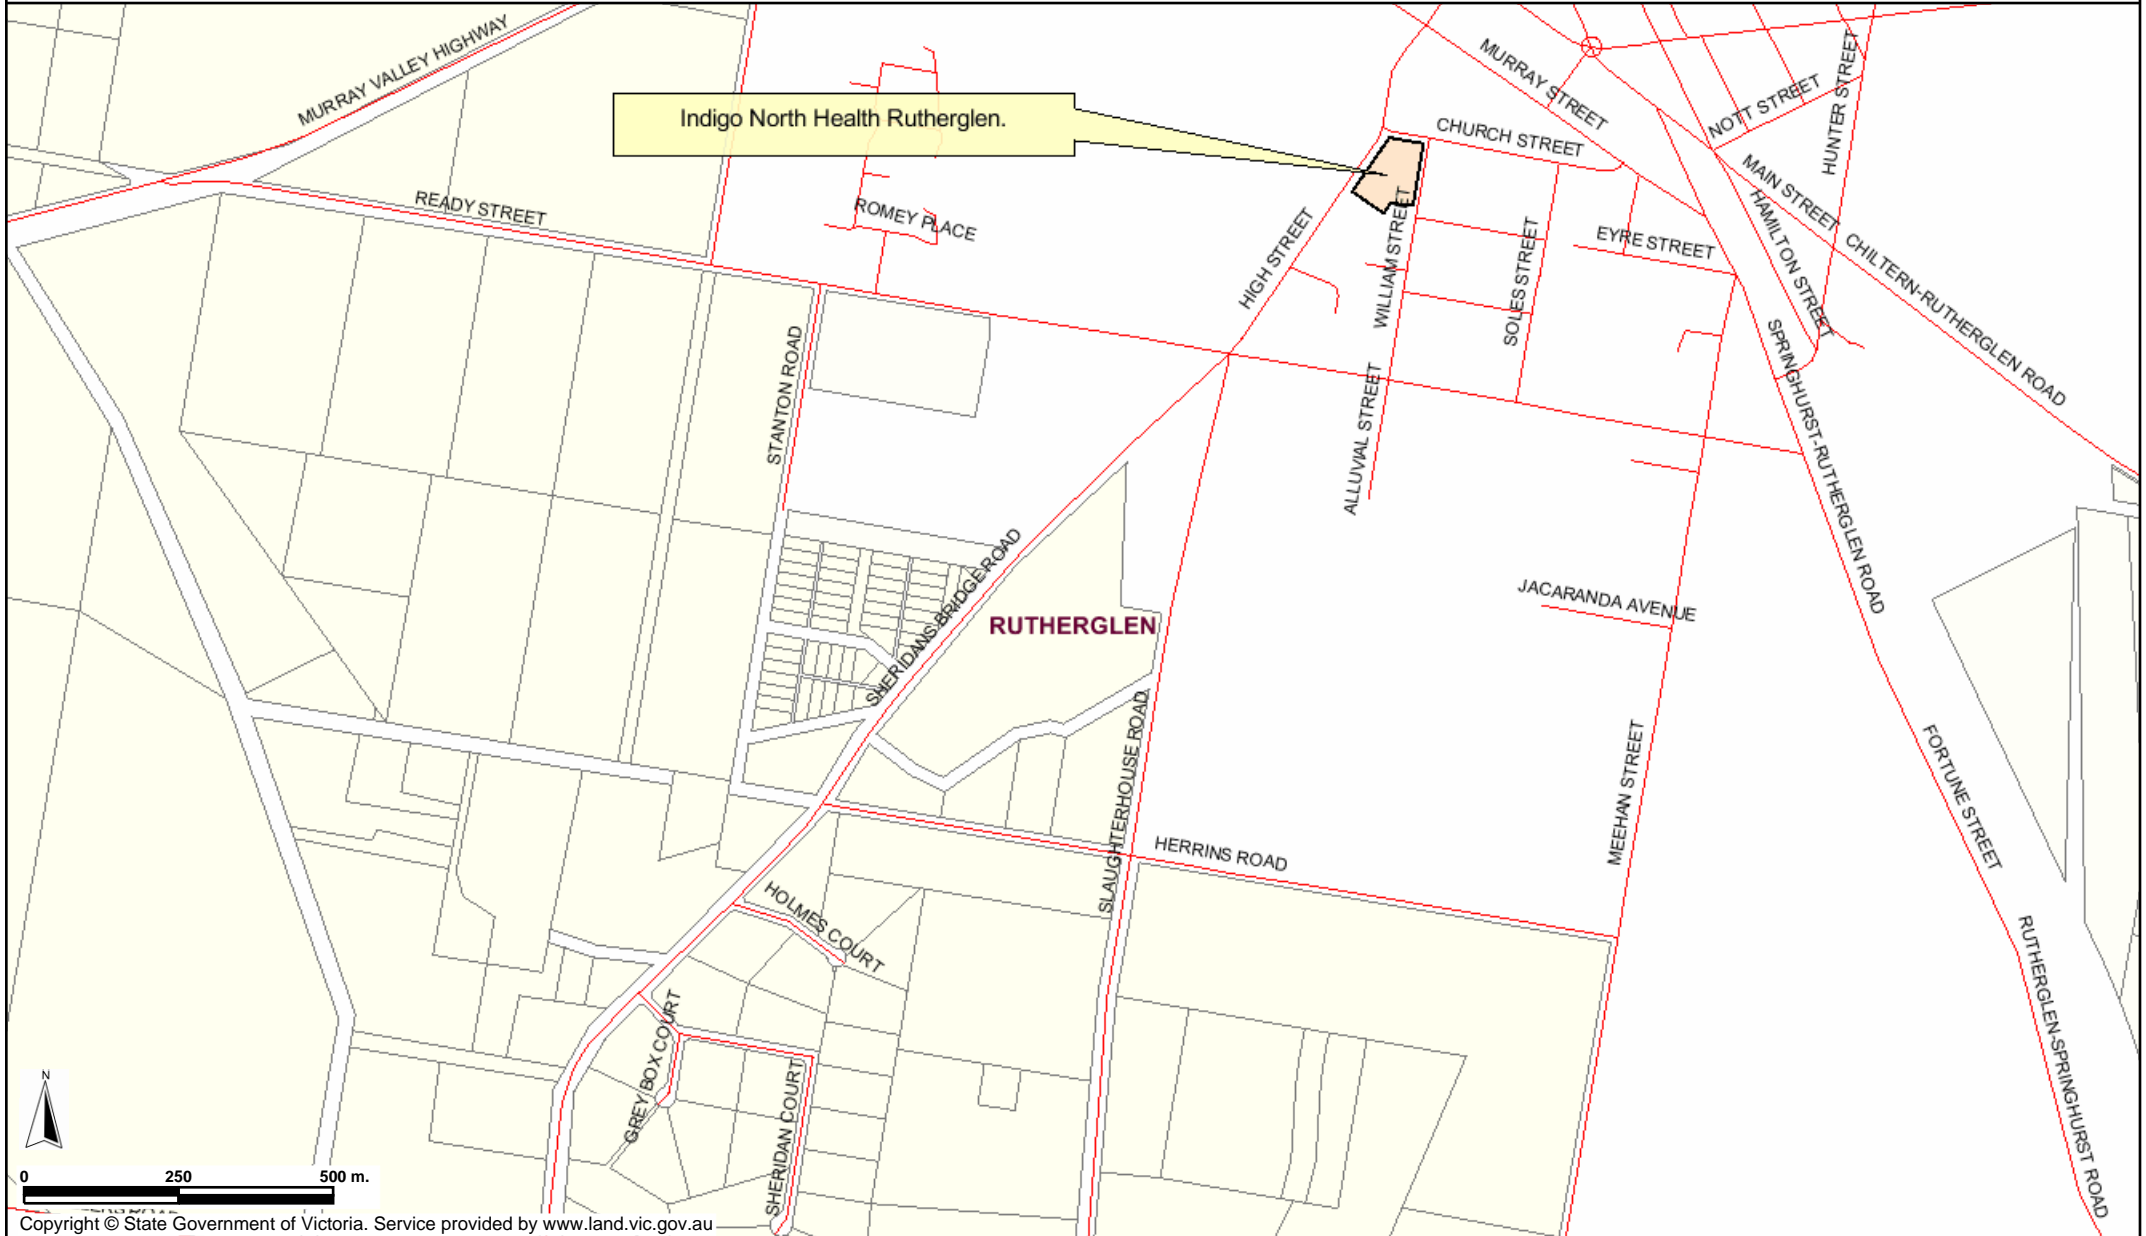 MURRAY VALLEY HIGHWAY
MURRAY STREET
NOTT STREET
HUNTER STREET
Indigo North Health Rutherglen.
CHURCH STREET
MAIN STREET
READY STREET
ROMEY PLACE
HIGH STREET
WILLIAM STREET
SOLES STREET
EYRE STREET
HAMILTON STREET
CHILTERN-RUTHERGLEN ROAD
STANTON ROAD
ALLUVIAL STREET
SPRINGHURST-RUTHERGLEN ROAD
SHERIDANS BRIDGE ROAD
RUTHERGLEN
JACARANDA AVENUE
SLAUGHTERHOUSE ROAD
MEEHAN STREET
FORTUNE STREET
HERRINS ROAD
HOLMES COURT
RUTHERGLEN-SPRINGHURST ROAD
GREY BOX COURT
SHERIDAN COURT
N
0 250 500 m.
ROAD
Copyright © State Government of Victoria. Service provided by www.land.vic.gov.au